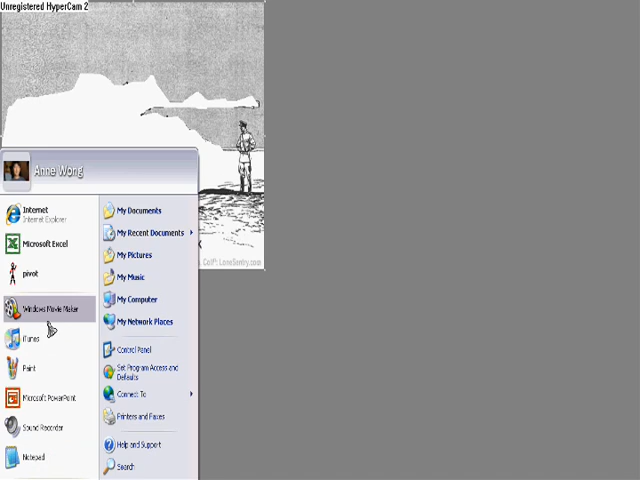 Unregistered HyperCam 2
Anne Wong
Internet
Internet Explorer
Microsoft Excel
pivot
Windows Movie Maker
iTunes
Paint
Microsoft PowerPoint
Sound Recorder
Notepad
My Documents
My Recent Documents
My Pictures
My Music
My Computer
My Network Places
Control Panel
Set Program Access and
Defaults
Connect To
Printers and Faxes
Help and Support
Search
LoneSentry.com